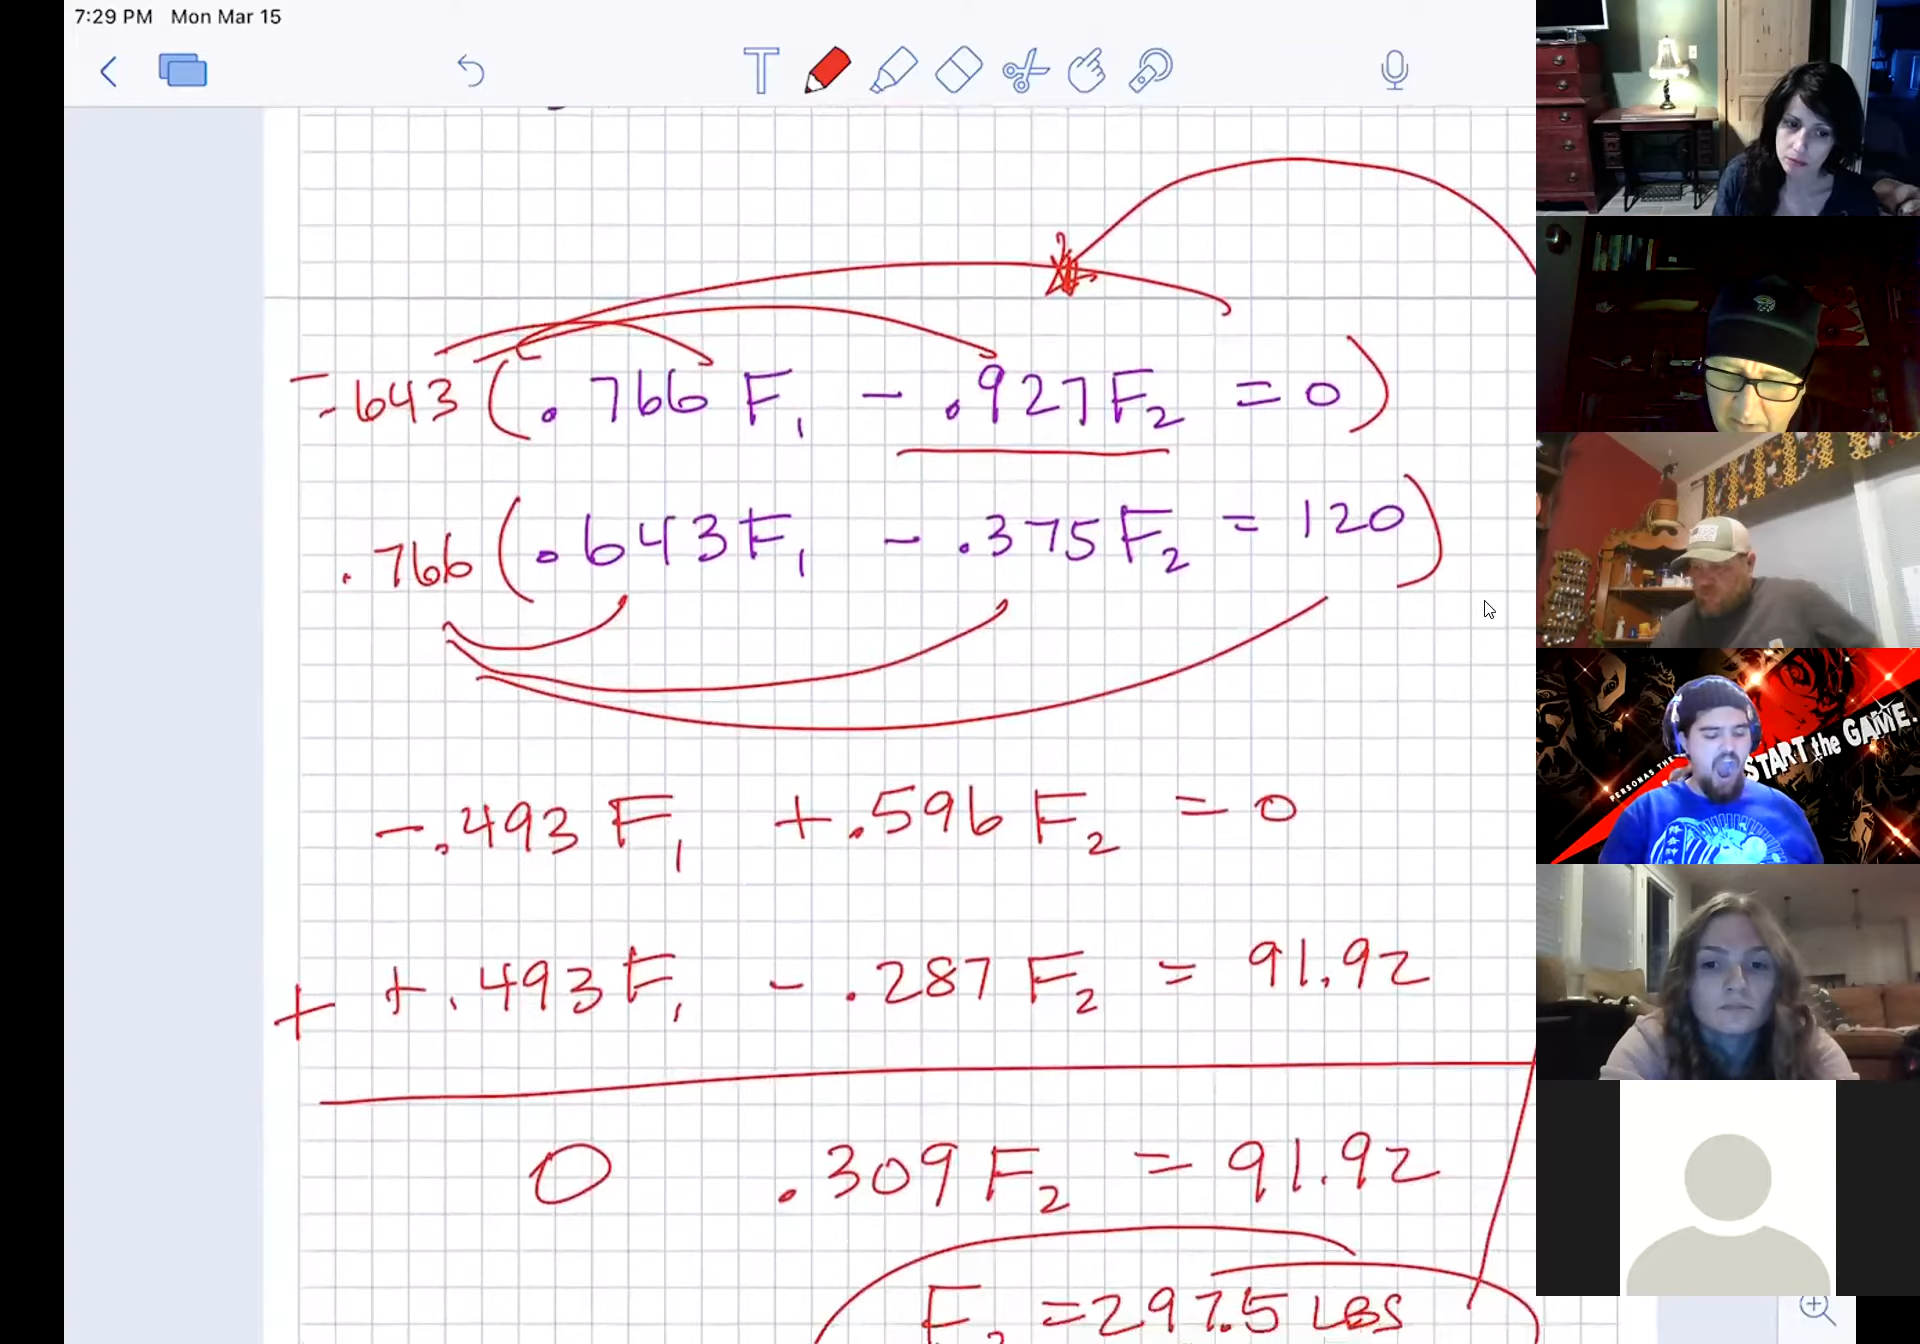 7:29 PM Mon Mar 15
T
-.643 ( .766 F₁ - .927 F₂ = 0 )
.766 ( .643 F₁ - .375 F₂ = 120 )
-.493 F₁ + .596 F₂ = 0
+ +.493 F₁ - .287 F₂ = 91.92
0 .309 F₂ = 91.92
F₂ = 297.5 LBS
START the GAME.
PERSONAS THE